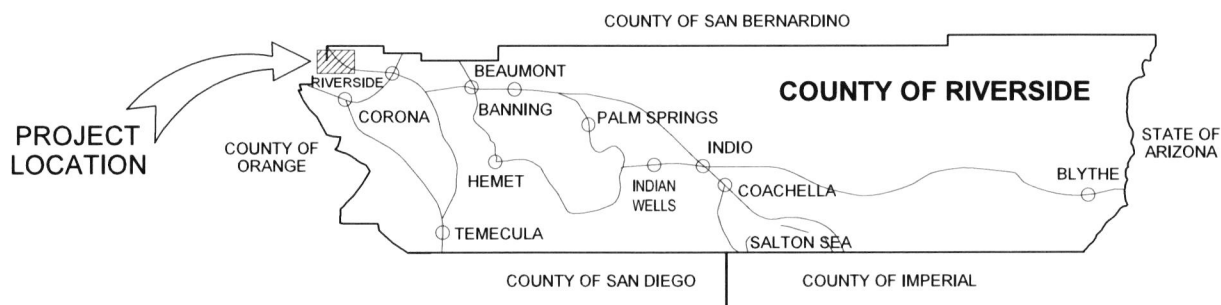 COUNTY OF SAN BERNARDINO
RIVERSIDE
BEAUMONT
COUNTY OF RIVERSIDE
CORONA
BANNING
PALM SPRINGS
PROJECT
LOCATION
COUNTY OF
ORANGE
STATE OF
ARIZONA
INDIO
HEMET
INDIAN
WELLS
COACHELLA
BLYTHE
TEMECULA
SALTON SEA
COUNTY OF SAN DIEGO
COUNTY OF IMPERIAL